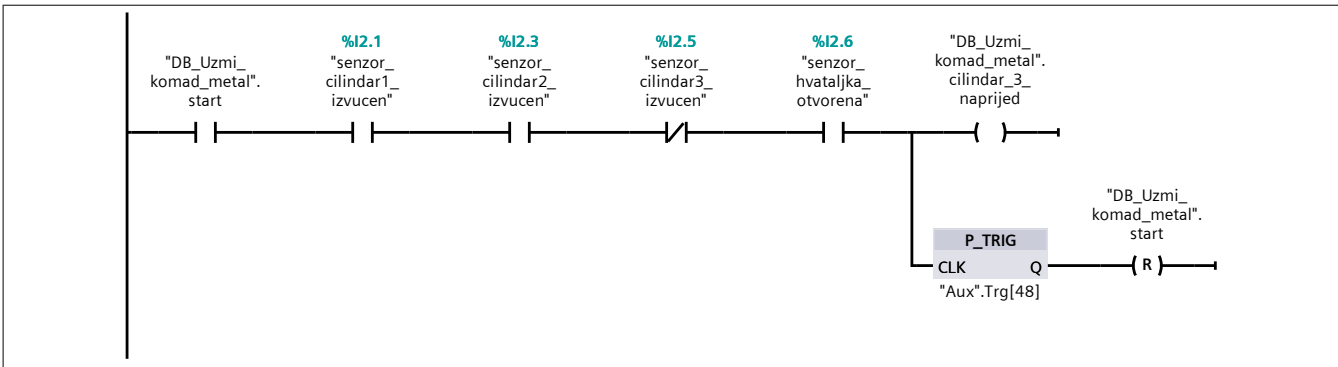 "DB_Uzmi_
komad_metal".
start
%I2.1
"senzor_
cilindar1_
izvucen"
%I2.3
"senzor_
cilindar2_
izvucen"
%I2.5
"senzor_
cilindar3_
izvucen"
%I2.6
"senzor_
hvataljka_
otvorena"
"DB_Uzmi_
komad_metal".
cilindar_3_
naprijed
P_TRIG
CLK Q
"Aux".Trg[48]
"DB_Uzmi_
komad_metal".
start
R